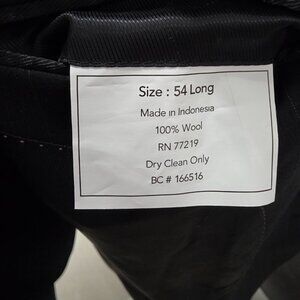 Size : 54 Long
Made in Indonesia
100% Wool
RN 77219
Dry Clean Only
BC # 166516